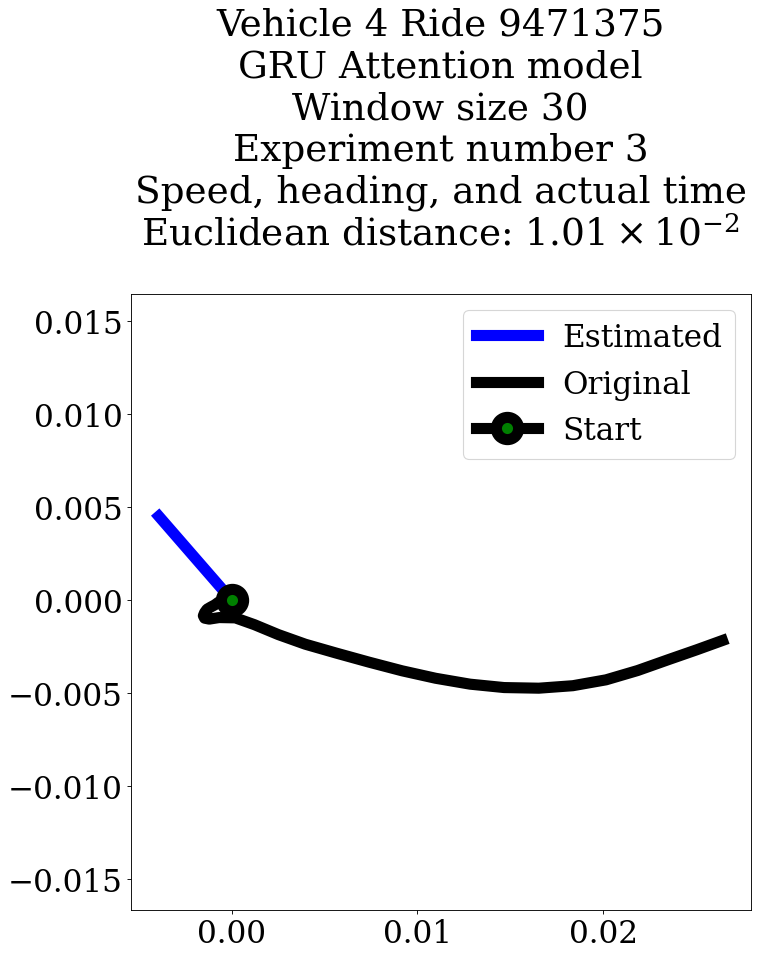 Vehicle 4 Ride 9471375
GRU Attention model
Window size 30
Experiment number 3
Speed, heading, and actual time
Euclidean distance: 1.01 × 10⁻²
Estimated
Original
Start
0.015
0.010
0.005
0.000
−0.005
−0.010
−0.015
0.00 0.01 0.02